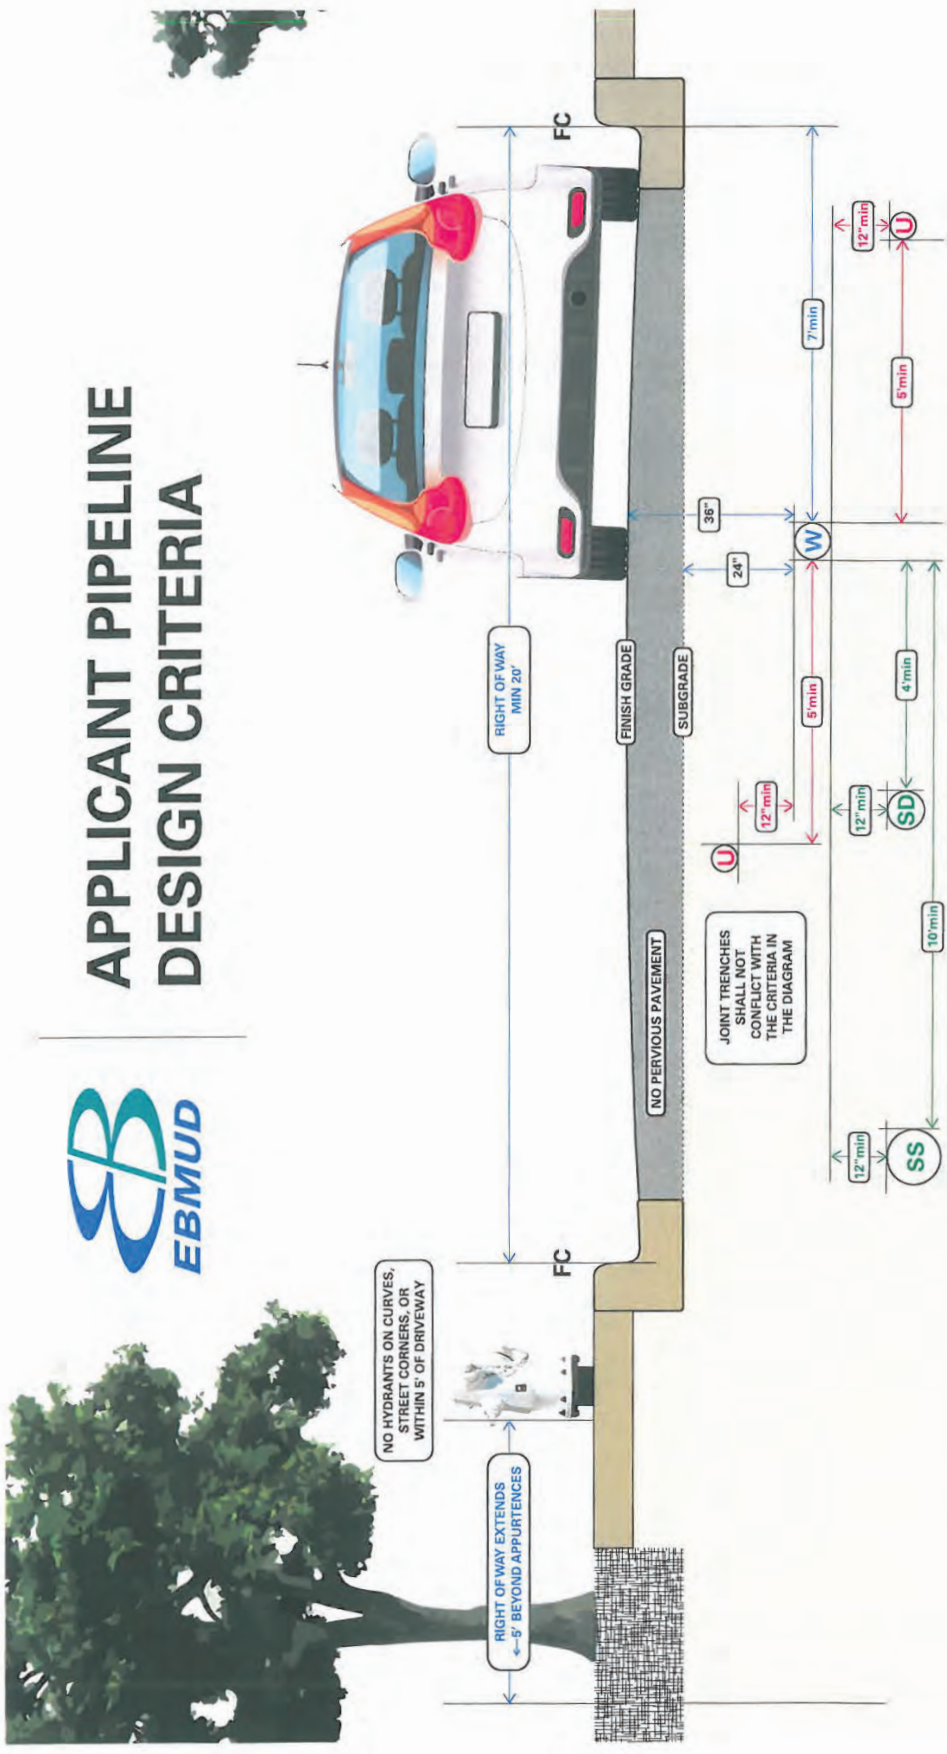 EBMUD
APPLICANT PIPELINE
DESIGN CRITERIA
NO HYDRANTS ON CURVES,
STREET CORNERS, OR
WITHIN 5' OF DRIVEWAY
RIGHT OF WAY EXTENDS
←5' BEYOND APPURTENCES
RIGHT OF WAY
MIN 20'
FC
FC
FINISH GRADE
NO PERVIOUS PAVEMENT
SUBGRADE
36"
24"
JOINT TRENCHES
SHALL NOT
CONFLICT WITH
THE CRITERIA IN
THE DIAGRAM
U
12"min
5'min
W
7'min
12"min
SS
12"min
SD
12"min
U
4'min
5'min
10'min